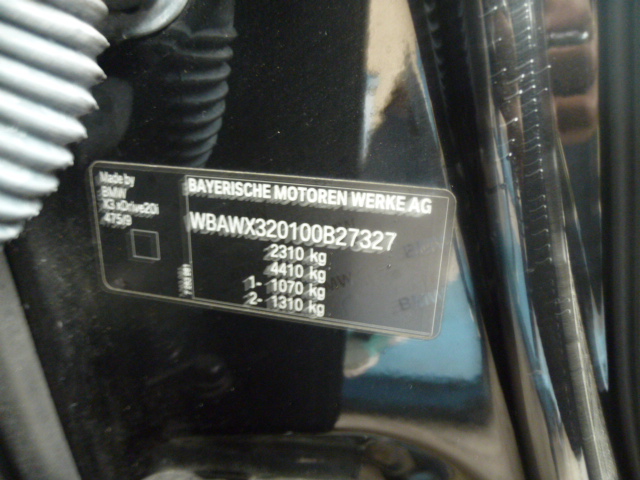 Made by
BMW
X3 xDrive20i
475/9
BAYERISCHE MOTOREN WERKE AG
WBAWX320100B27327
2310 kg
4410 kg
1- 1070 kg
2- 1310 kg
BMW